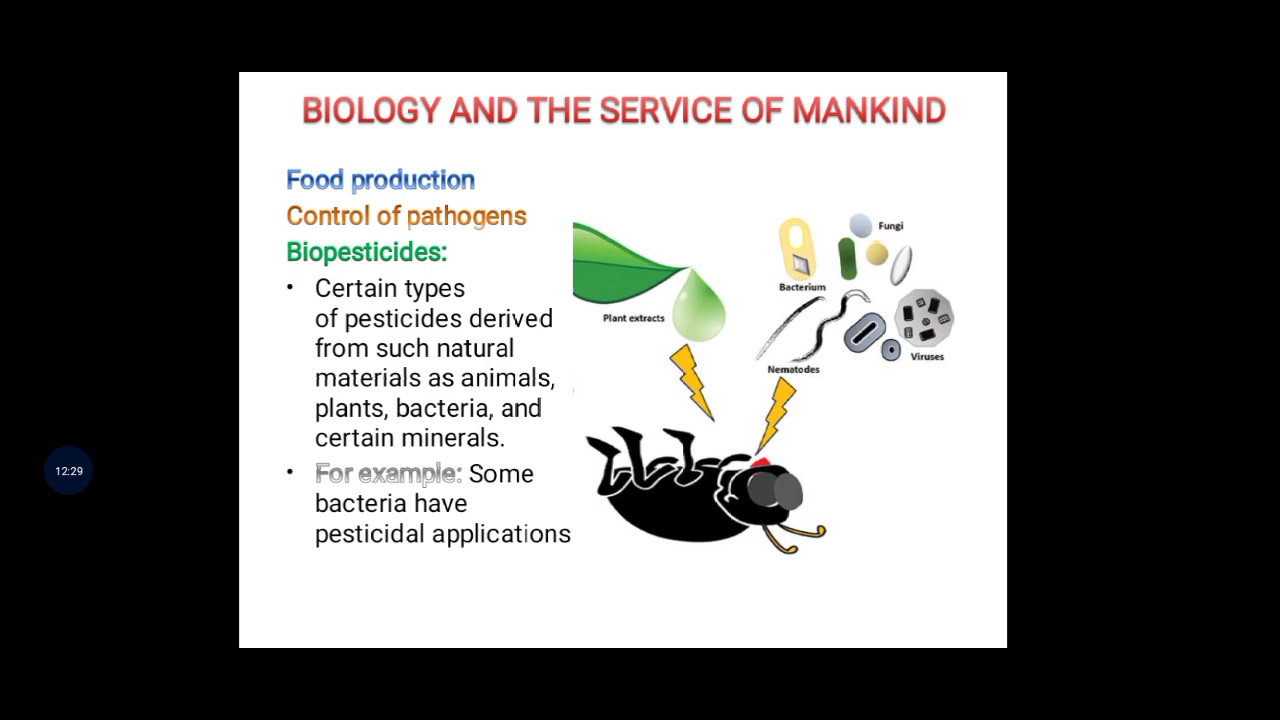 BIOLOGY AND THE SERVICE OF MANKIND
Food production
Control of pathogens
Biopesticides:
• Certain types
of pesticides derived
from such natural
materials as animals,
plants, bacteria, and
certain minerals.
• For example: Some
bacteria have
pesticidal applications
Plant extracts
Bacterium
Fungi
Nematodes
Viruses
12:29